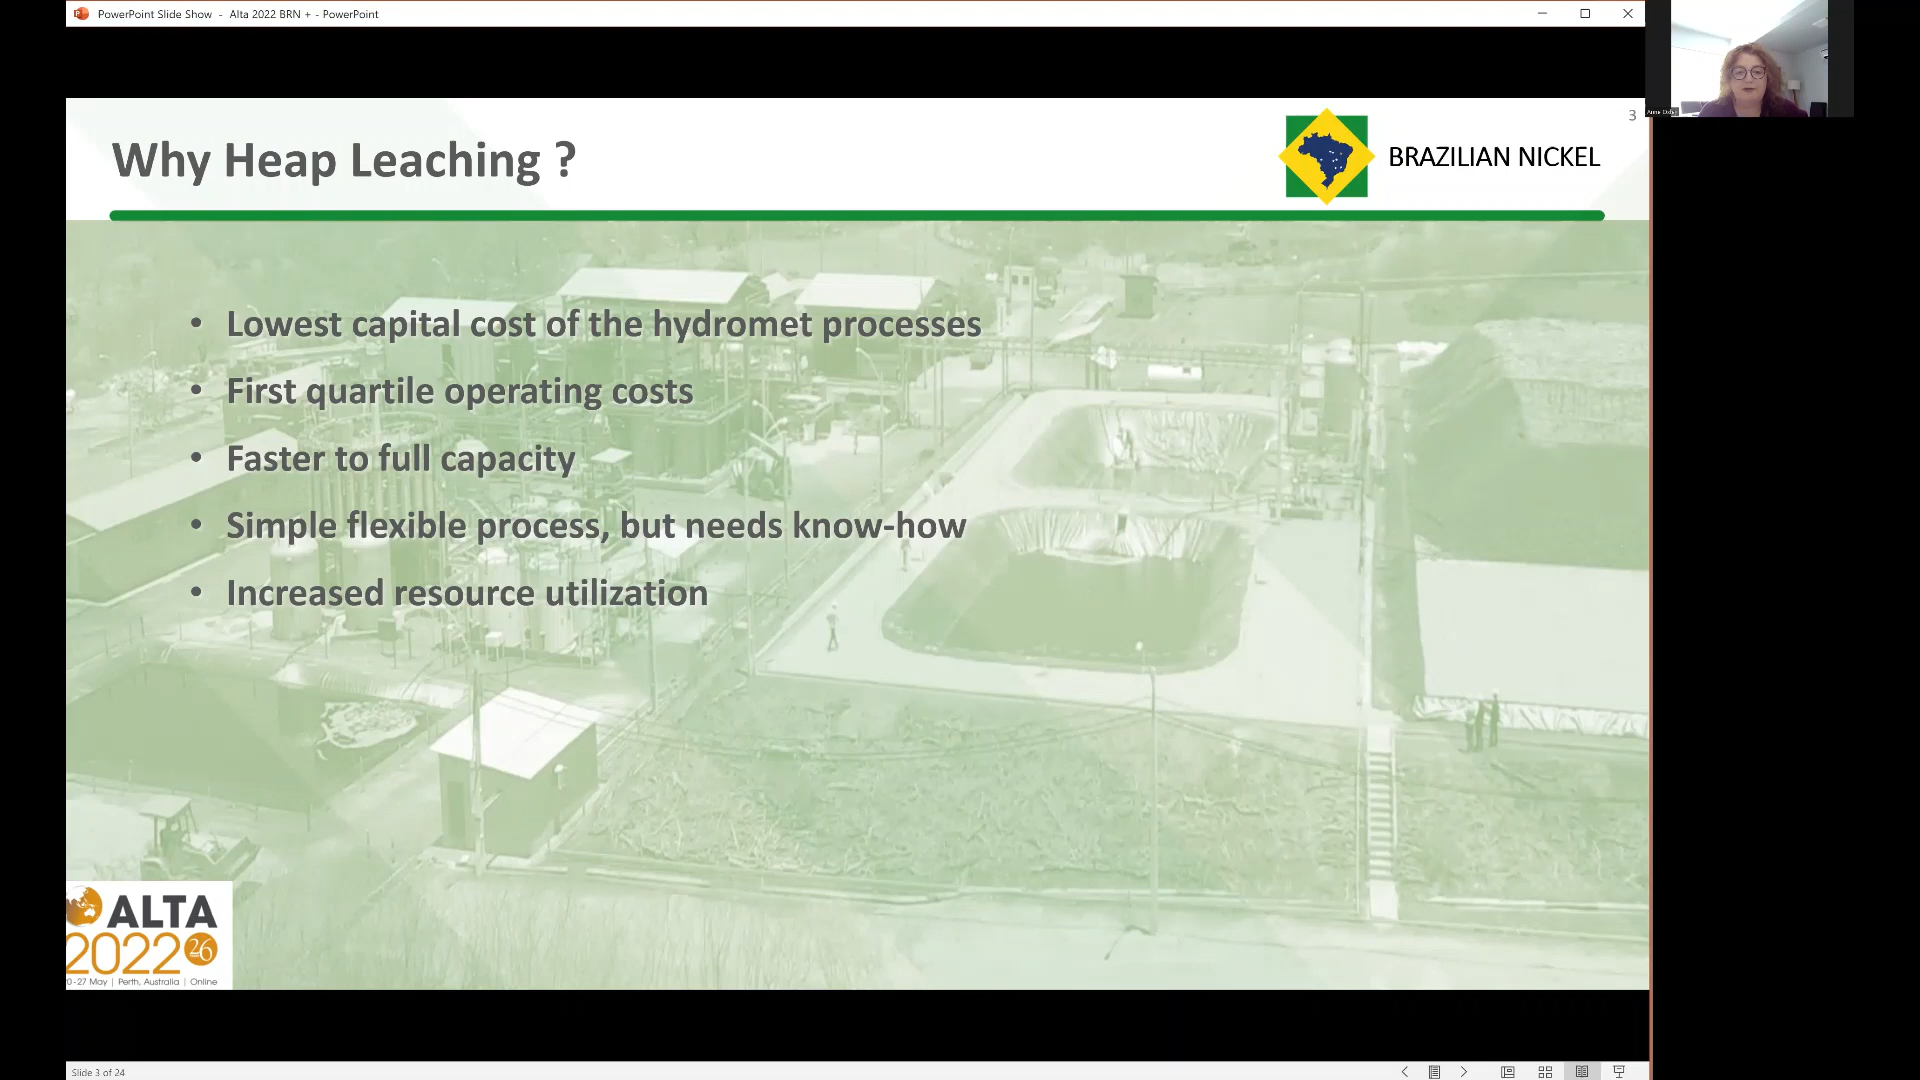 PowerPoint Slide Show - Alta 2022 BRN + - PowerPoint
3
Why Heap Leaching ?
BRAZILIAN NICKEL
• Lowest capital cost of the hydromet processes
• First quartile operating costs
• Faster to full capacity
• Simple flexible process, but needs know-how
• Increased resource utilization
ALTA
2022 26
0-27 May | Perth, Australia | Online
Slide 3 of 24